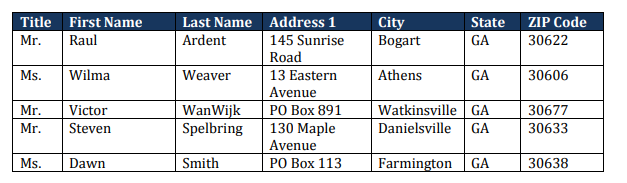 Title First Name Last Name Address 1 City State ZIP Code
Mr. Raul Ardent 145 Sunrise Bogart GA 30622
Road
Ms. Wilma Weaver 13 Eastern Athens GA 30606
Avenue
Mr. Victor WanWijk PO Box 891 Watkinsville GA 30677
Mr. Steven Spelbring 130 Maple Danielsville GA 30633
Avenue
Ms. Dawn Smith PO Box 113 Farmington GA 30638